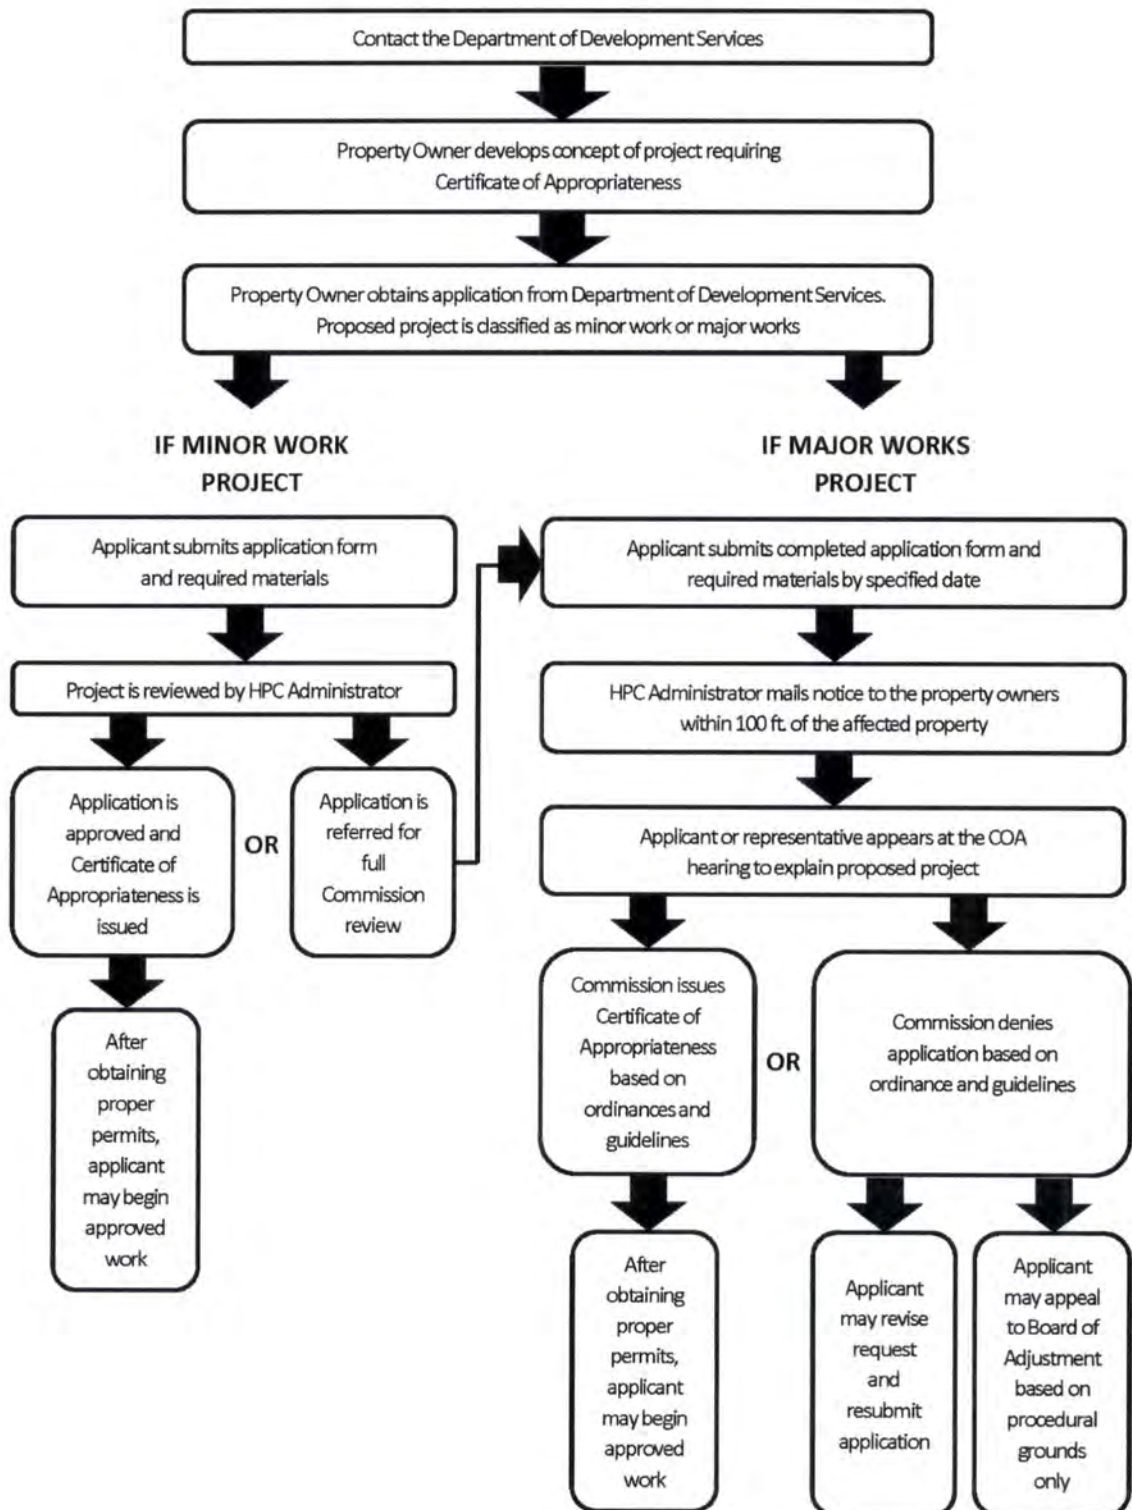 Contact the Department of Development Services
Property Owner develops concept of project requiring
Certificate of Appropriateness
Property Owner obtains application from Department of Development Services.
Proposed project is classified as minor work or major works
IF MINOR WORK
PROJECT
Applicant submits application form
and required materials
Project is reviewed by HPC Administrator
Application is
approved and
Certificate of
Appropriateness is
issued
OR
Application is
referred for
full
Commission
review
After
obtaining
proper
permits,
applicant
may begin
approved
work
IF MAJOR WORKS
PROJECT
Applicant submits completed application form and
required materials by specified date
HPC Administrator mails notice to the property owners
within 100 ft. of the affected property
Applicant or representative appears at the COA
hearing to explain proposed project
Commission issues
Certificate of
Appropriateness
based on
ordinances and
guidelines
OR
Commission denies
application based on
ordinance and guidelines
After
obtaining
proper
permits,
applicant
may begin
approved
work
Applicant
may revise
request
and
resubmit
application
Applicant
may appeal
to Board of
Adjustment
based on
procedural
grounds
only